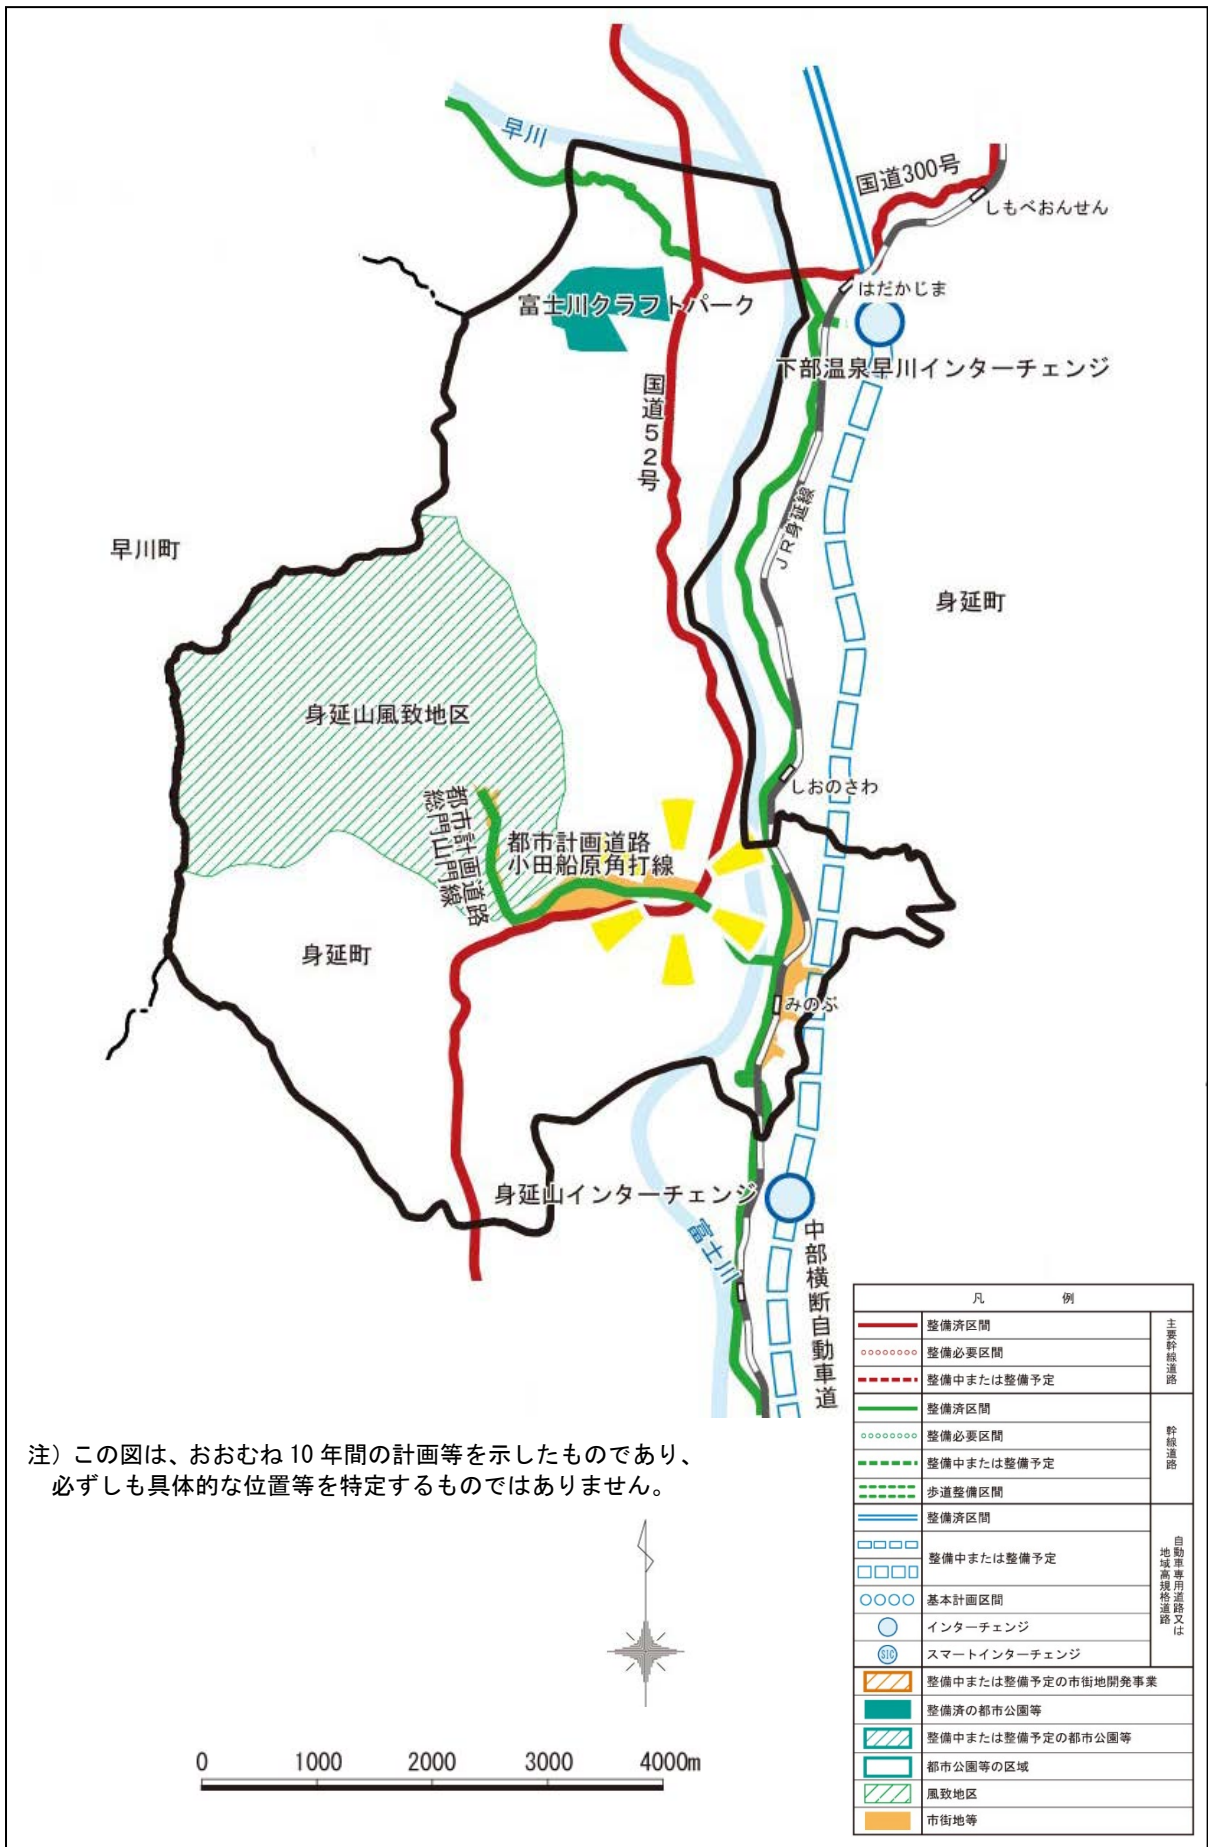 早川
国道300号
しもべおんせん
はだかじま
富士川クラフトパーク
下部温泉早川インターチェンジ
国道52号
JR身延線
早川町
身延町
身延山風致地区
しおのさわ
都市計画道路
総門山門線
都市計画道路
小田船原角打線
身延町
みのぶ
身延山インターチェンジ
富士川
中部横断自動車道
注）この図は、おおむね10年間の計画等を示したものであり、
必ずしも具体的な位置等を特定するものではありません。
0 1000 2000 3000 4000m
凡 例
整備済区間
整備必要区間
整備中または整備予定
主要幹線道路
整備済区間
整備必要区間
整備中または整備予定
歩道整備区間
幹線道路
整備済区間
整備中または整備予定
基本計画区間
インターチェンジ
SIC
スマートインターチェンジ
自動車専用道路又は
地域高規格道路
整備中または整備予定の市街地開発事業
整備済の都市公園等
整備中または整備予定の都市公園等
都市公園等の区域
風致地区
市街地等